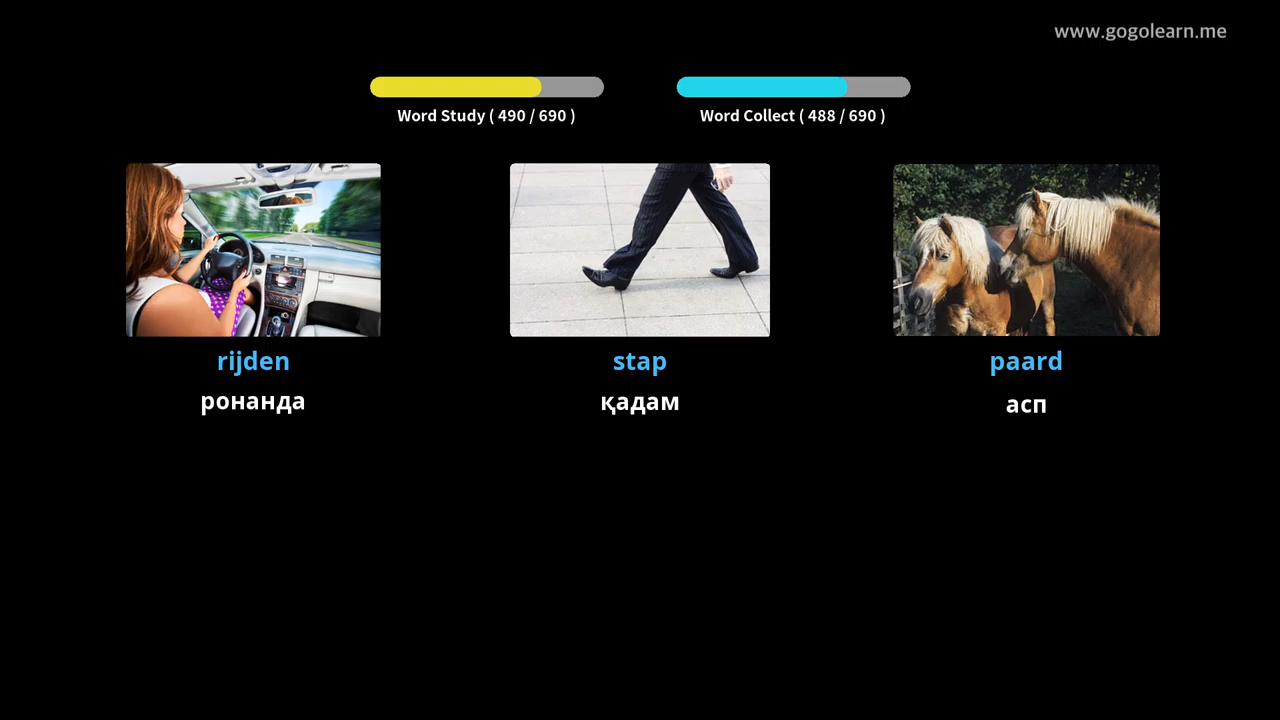 www.gogolearn.me
Word Study ( 490 / 690 )
Word Collect ( 488 / 690 )
rijden
stap
paard
ронанда
қадам
асп